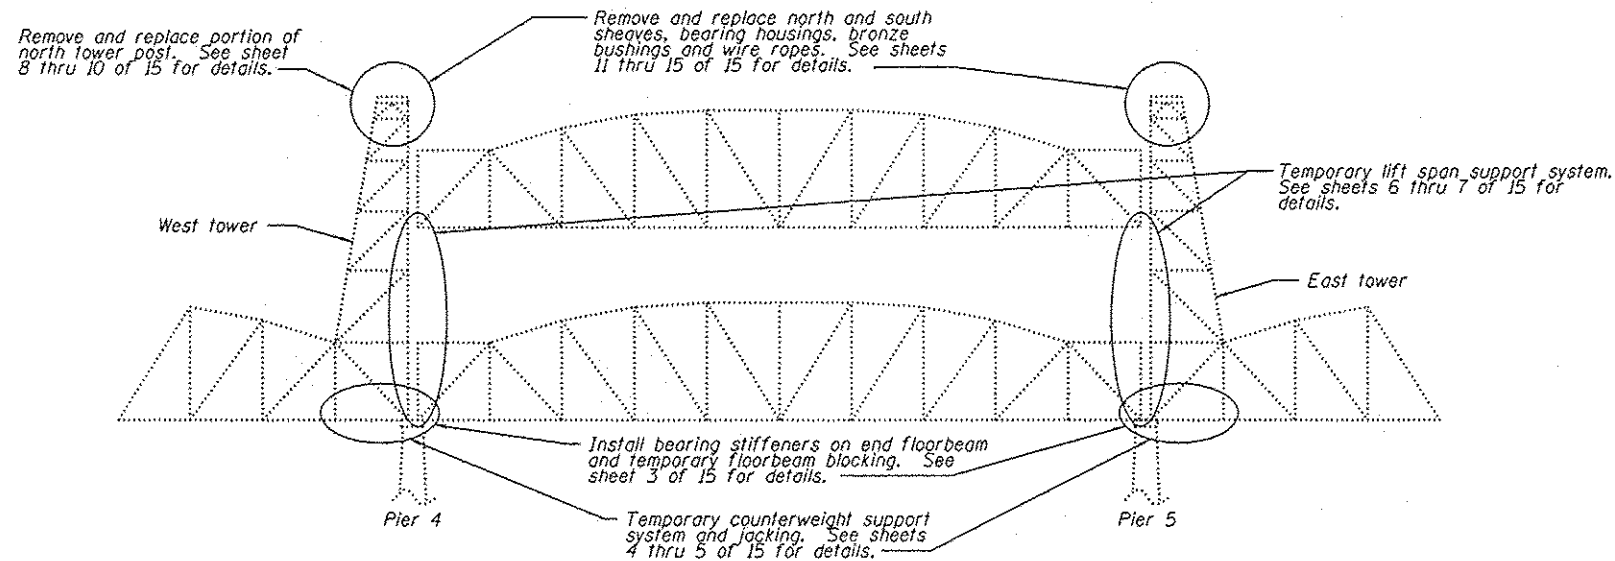 Remove and replace portion of
north tower post. See sheet
8 thru 10 of 15 for details.
Remove and replace north and south
sheaves, bearing housings, bronze
bushings and wire ropes. See sheets
11 thru 15 of 15 for details.
Temporary lift span support system.
See sheets 6 thru 7 of 15 for
details.
West tower
East tower
Install bearing stiffeners on end floorbeam
and temporary floorbeam blocking. See
sheet 3 of 15 for details.
Pier 4
Temporary counterweight support
system and jacking. See sheets
4 thru 5 of 15 for details.
Pier 5